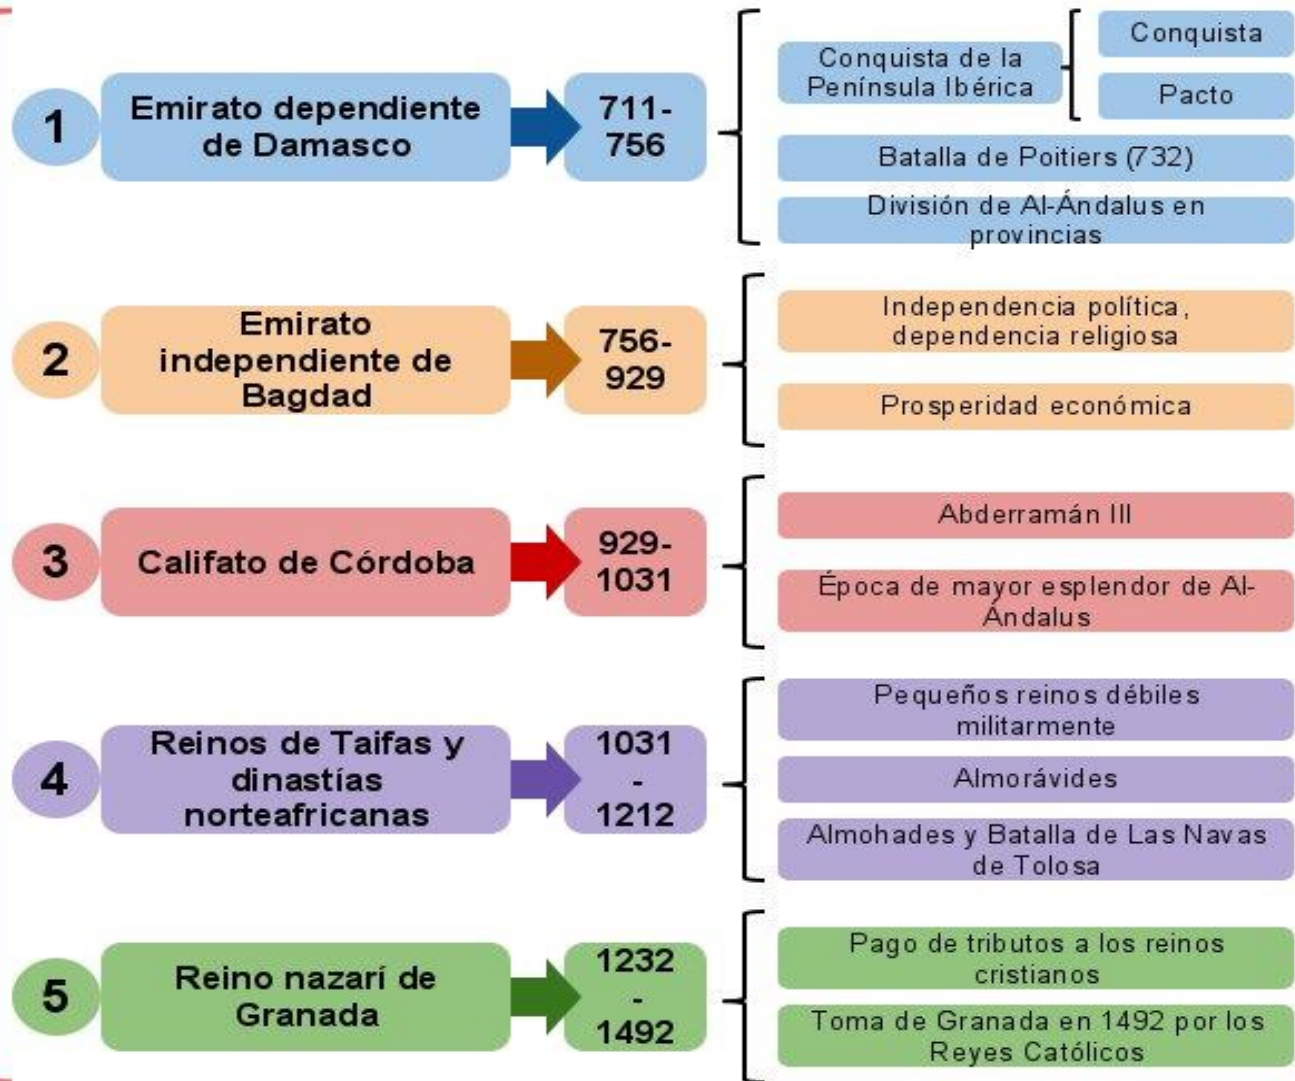 1
Emirato dependiente
de Damasco
711-
756
Conquista de la
Península Ibérica
Conquista
Pacto
Batalla de Poitiers (732)
División de Al-Ándalus en
provincias
2
Emirato
independiente de
Bagdad
756-
929
Independencia política,
dependencia religiosa
Prosperidad económica
3
Califato de Córdoba
929-
1031
Abderramán III
Época de mayor esplendor de Al-
Ándalus
4
Reinos de Taifas y
dinastías
norteafricanas
1031
-
1212
Pequeños reinos débiles
militarmente
Almorávides
Almohades y Batalla de Las Navas
de Tolosa
5
Reino nazarí de
Granada
1232
-
1492
Pago de tributos a los reinos
cristianos
Toma de Granada en 1492 por los
Reyes Católicos